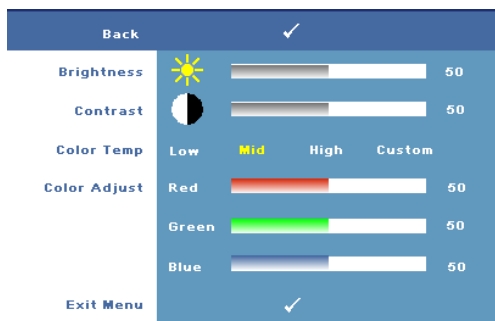 Back
Brightness 50
Contrast 50
Color Temp Low Mid High Custom
Color Adjust Red 50
Green 50
Blue 50
Exit Menu